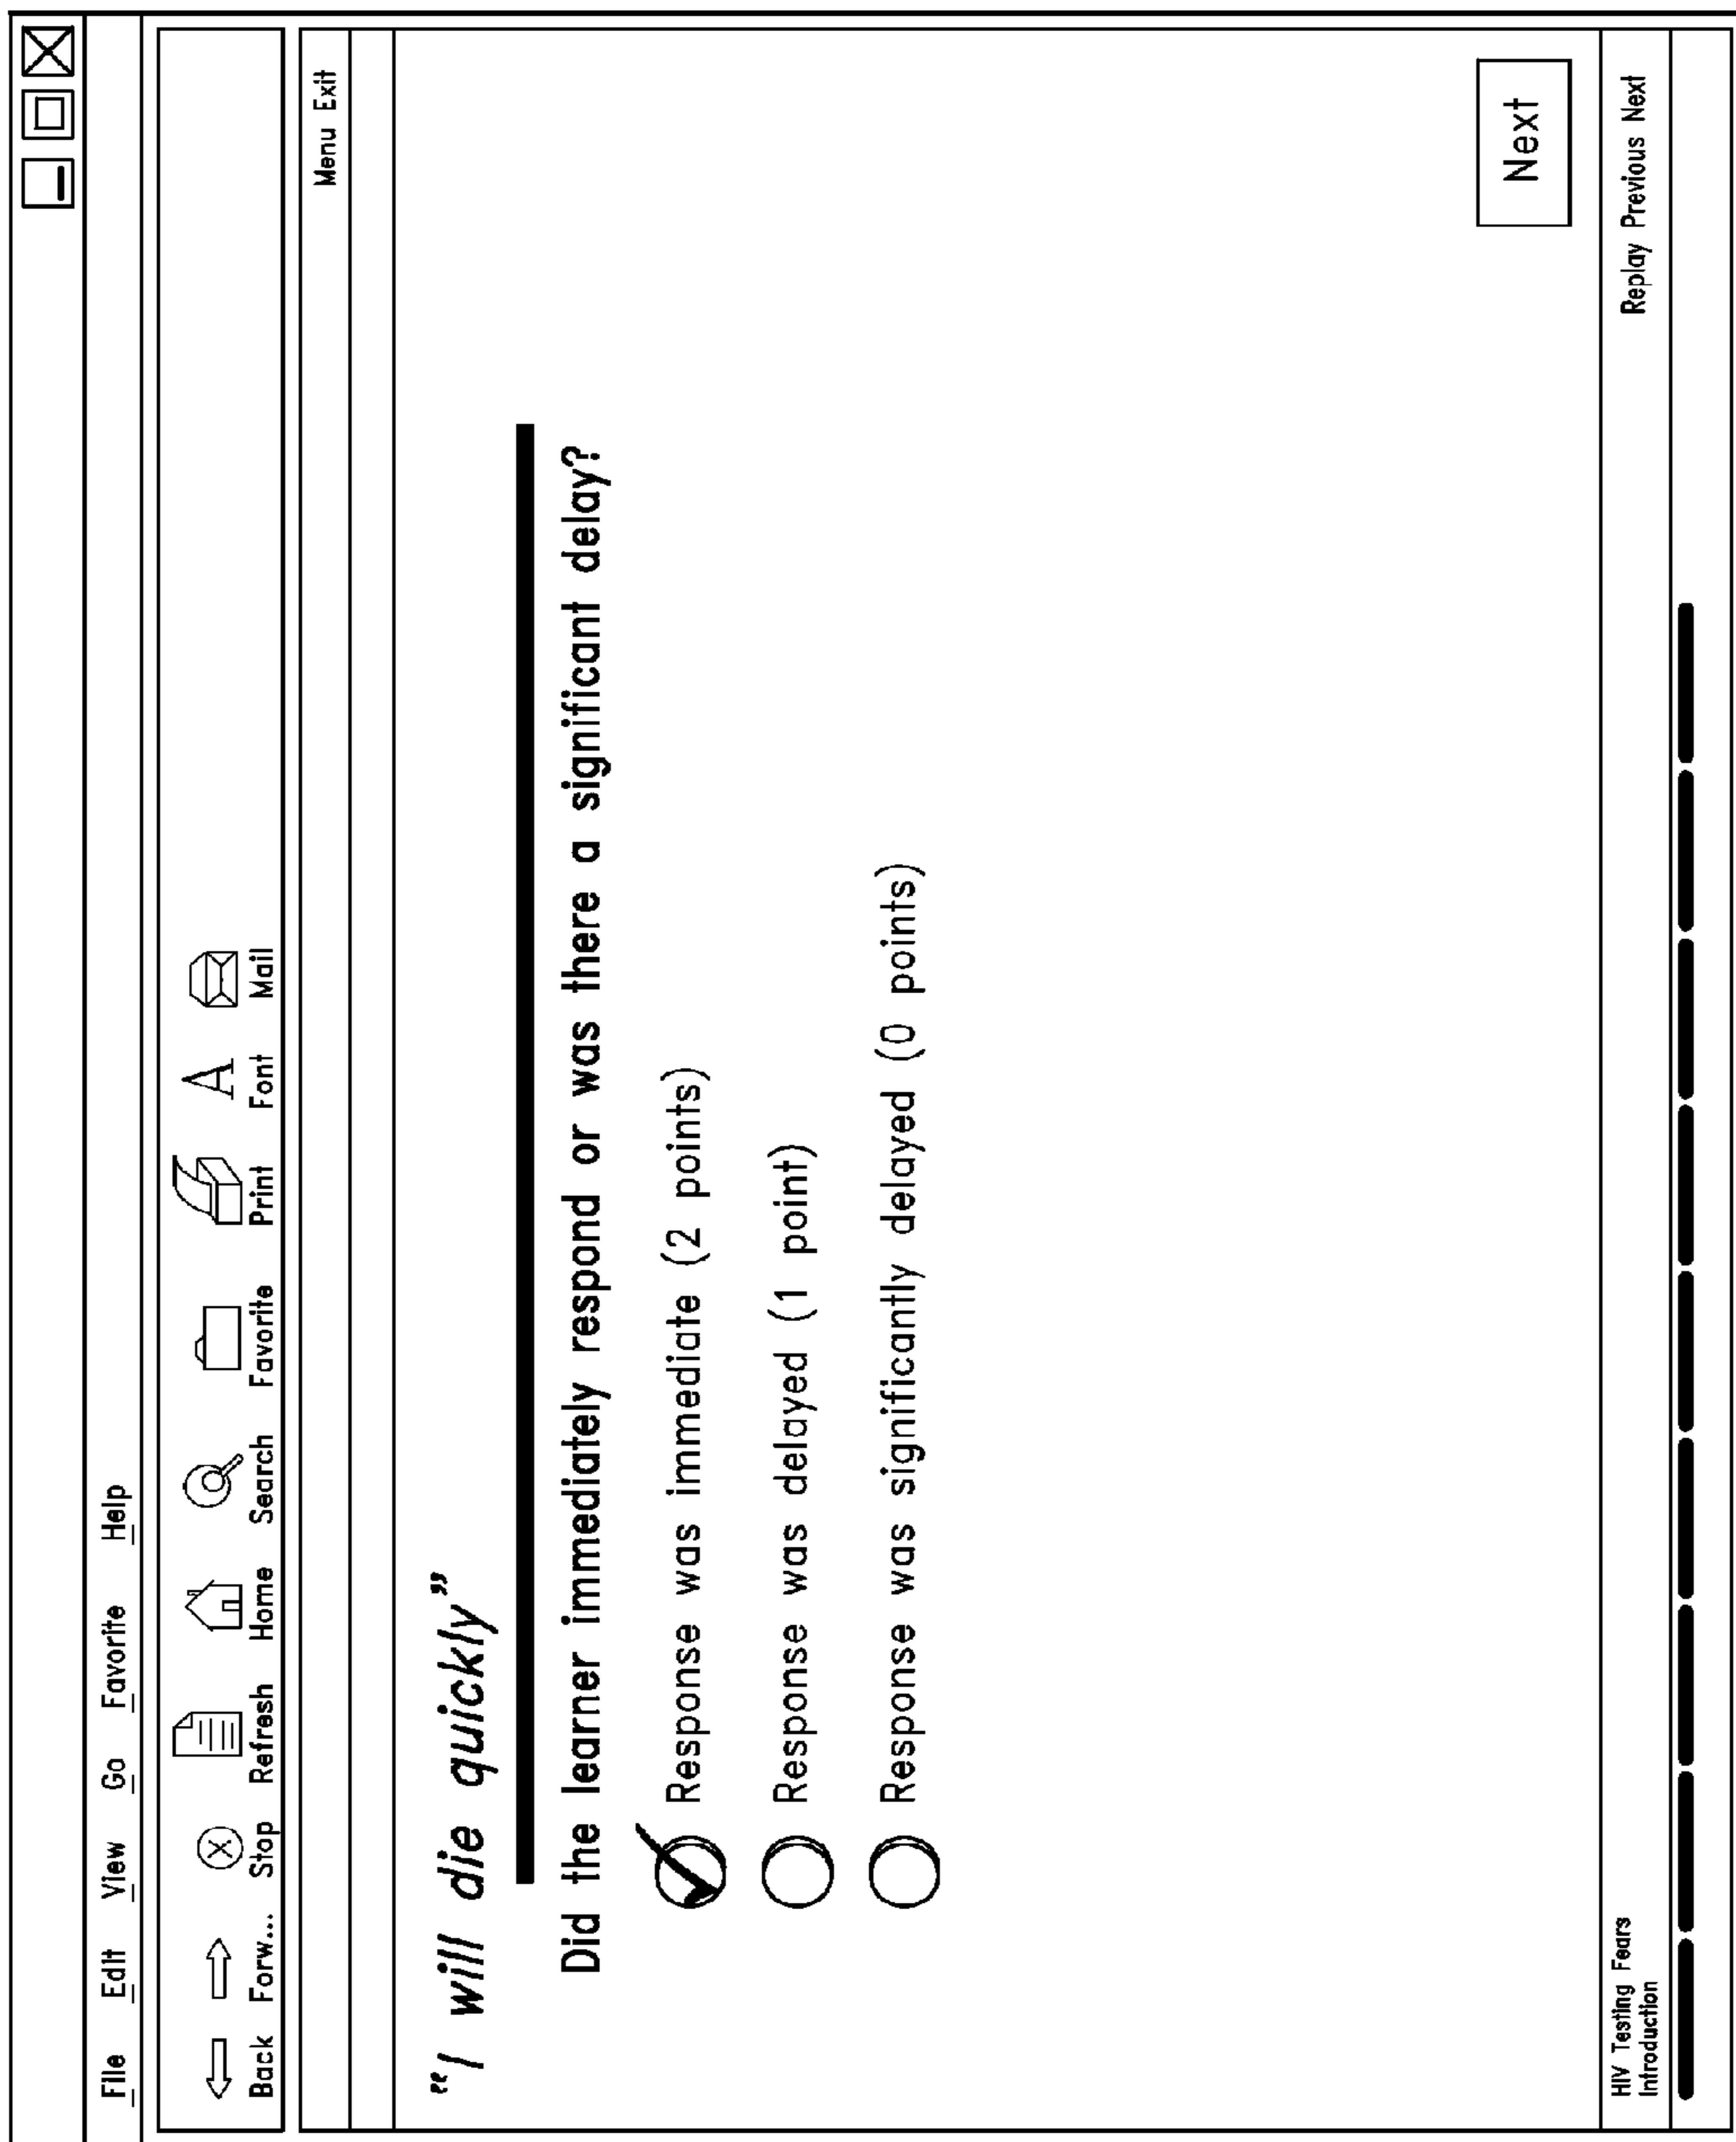 File Edit View Go Favorite Help
Back Forw... Stop Refresh Home Search Favorite Print Font Mail
Menu Exit
“I will die quickly”
Did the learner immediately respond or was there a significant delay?
Response was immediate (2 points)
Response was delayed (1 point)
Response was significantly delayed (0 points)
Next
HIV Testing Fears
Introduction
Replay Previous Next